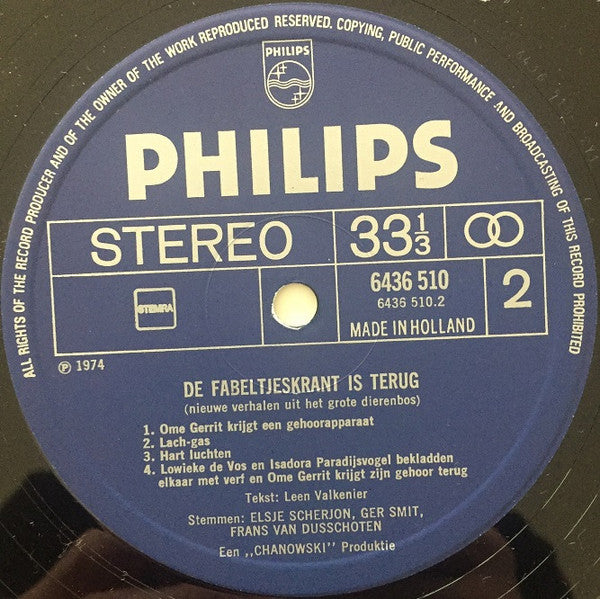 ALL RIGHTS OF THE RECORD PRODUCER AND OF THE OWNER OF THE WORK REPRODUCED RESERVED. COPYING, PUBLIC PERFORMANCE AND BROADCASTING OF THIS RECORD PROHIBITED
PHILIPS
PHILIPS
STEREO 33 1/3
STEMRA
6436 510
6436 510.2
2
MADE IN HOLLAND
℗ 1974
DE FABELTJESKRANT IS TERUG
(nieuwe verhalen uit het grote dierenbos)
1. Ome Gerrit krijgt een gehoorapparaat
2. Lach-gas
3. Hart luchten
4. Lowieke de Vos en Isadora Paradijsvogel bekladden
elkaar met verf en Ome Gerrit krijgt zijn gehoor terug
Tekst: Leen Valkenier
Stemmen: ELSJE SCHERJON, GER SMIT,
FRANS VAN DUSSCHOTEN
Een ,,CHANOWSKI" Produktie